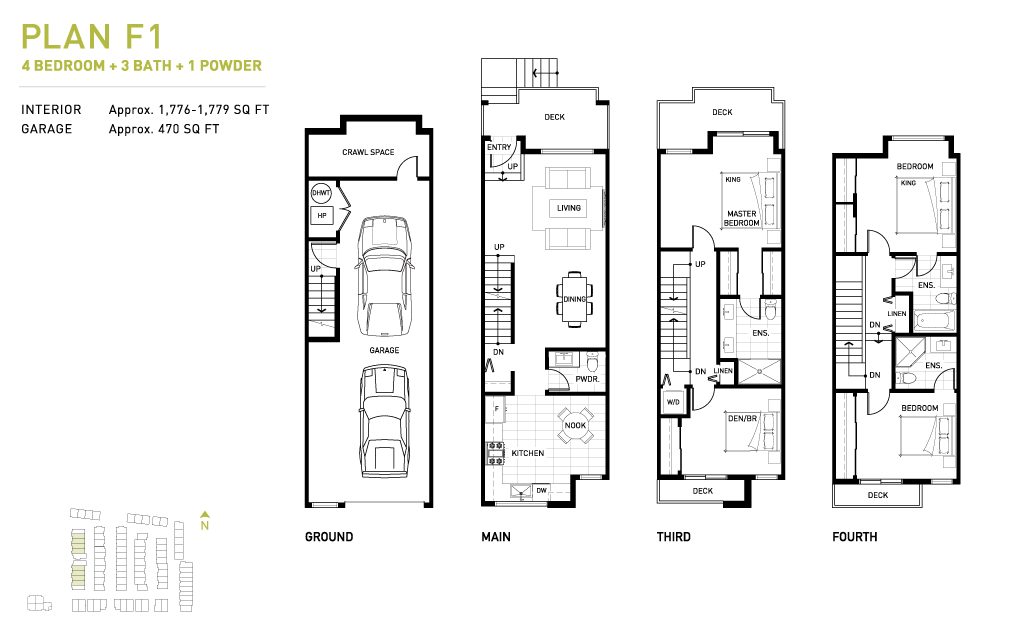 PLAN F1
4 BEDROOM + 3 BATH + 1 POWDER
INTERIOR Approx. 1,776-1,779 SQ FT
GARAGE Approx. 470 SQ FT
CRAWL SPACE
DHWT
HP
UP
GARAGE
GROUND
DECK
ENTRY
UP
LIVING
UP
DINING
DN
PWDR.
F
NOOK
KITCHEN
DW
MAIN
DECK
KING
MASTER
BEDROOM
UP
ENS.
DN
LINEN
W/D
DEN/BR
DECK
THIRD
BEDROOM
KING
ENS.
LINEN
DN
ENS.
DN
BEDROOM
DECK
FOURTH
N